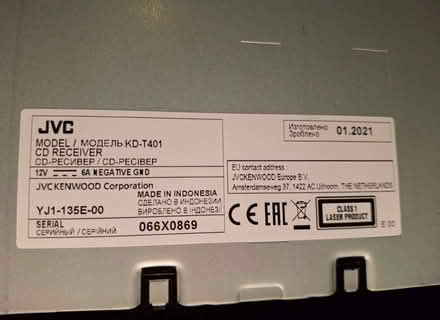 JVC
MODEL / МОДЕЛЬ KD-T401
CD RECEIVER
CD-РЕСИВЕР / CD-РЕСІВЕР
12V 6A NEGATIVE GND
JVCKENWOOD Corporation
MADE IN INDONESIA
СДЕЛАНО В ИНДОНЕЗИИ
YJ1-135E-00
ВИРОБЛЕНО В ІНДОНЕЗІЇ
SERIAL
СЕРИЙНЫЙ / СЕРІЙНИЙ
066X0869
Изготовлено
Зроблено
01.2021
EU contact address :
JVCKENWOOD Europe B.V.
Amsterdamseweg 37, 1422 AC Uithoorn, THE NETHERLANDS
CE EAC
CLASS 1
LASER PRODUCT